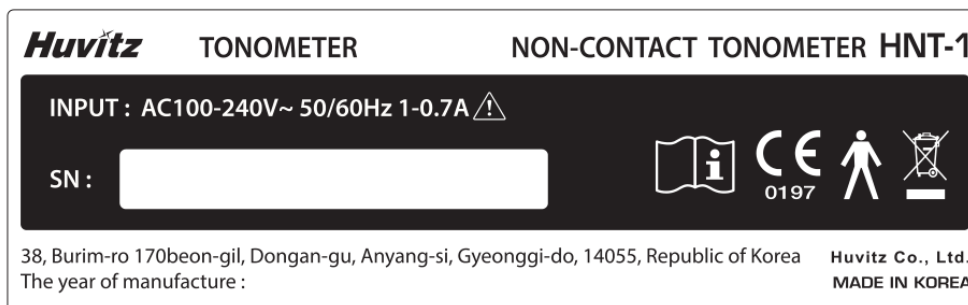 Huvitz TONOMETER NON-CONTACT TONOMETER HNT-1
INPUT : AC100-240V~ 50/60Hz 1-0.7A
SN :
CE
0197
38, Burim-ro 170beon-gil, Dongan-gu, Anyang-si, Gyeonggi-do, 14055, Republic of Korea Huvitz Co., Ltd.
The year of manufacture : MADE IN KOREA